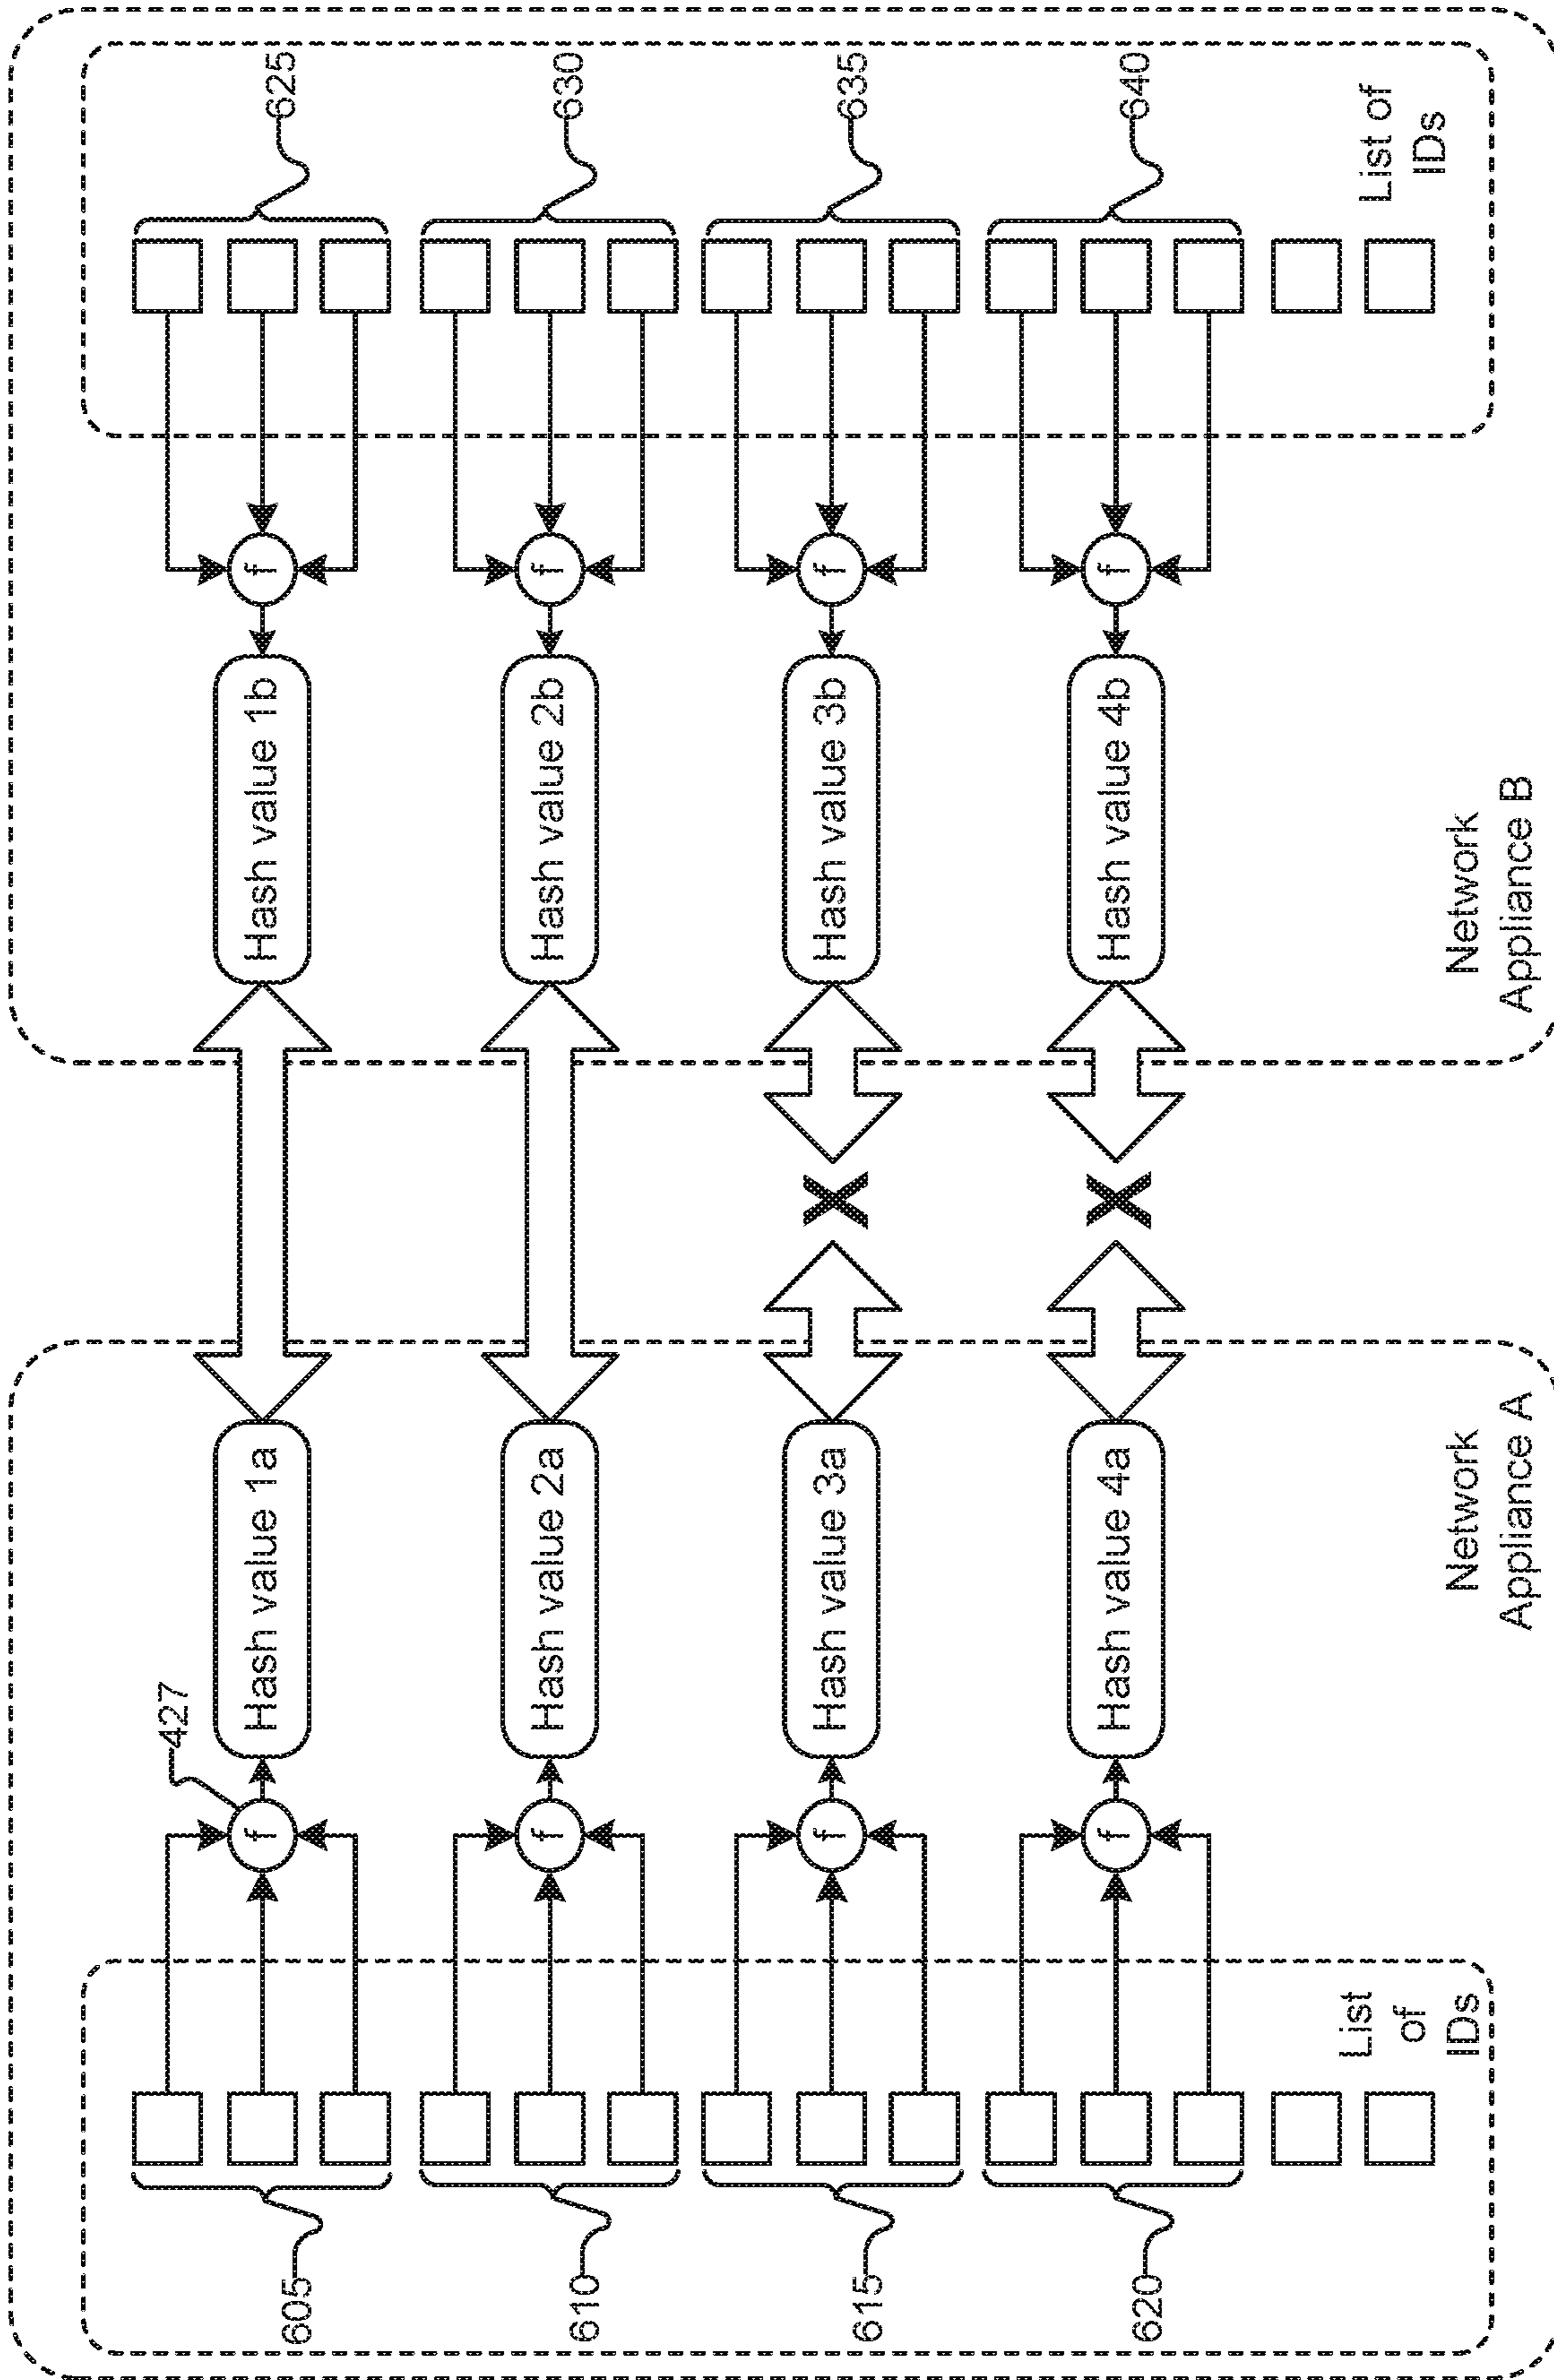 427
605
f
Hash value 1a
Hash value 1b
f
625
610
f
Hash value 2a
Hash value 2b
f
630
615
f
Hash value 3a
X
Hash value 3b
f
635
620
f
Hash value 4a
X
Hash value 4b
f
640
List
of
IDs
Network
Appliance A
Network
Appliance B
List of
IDs